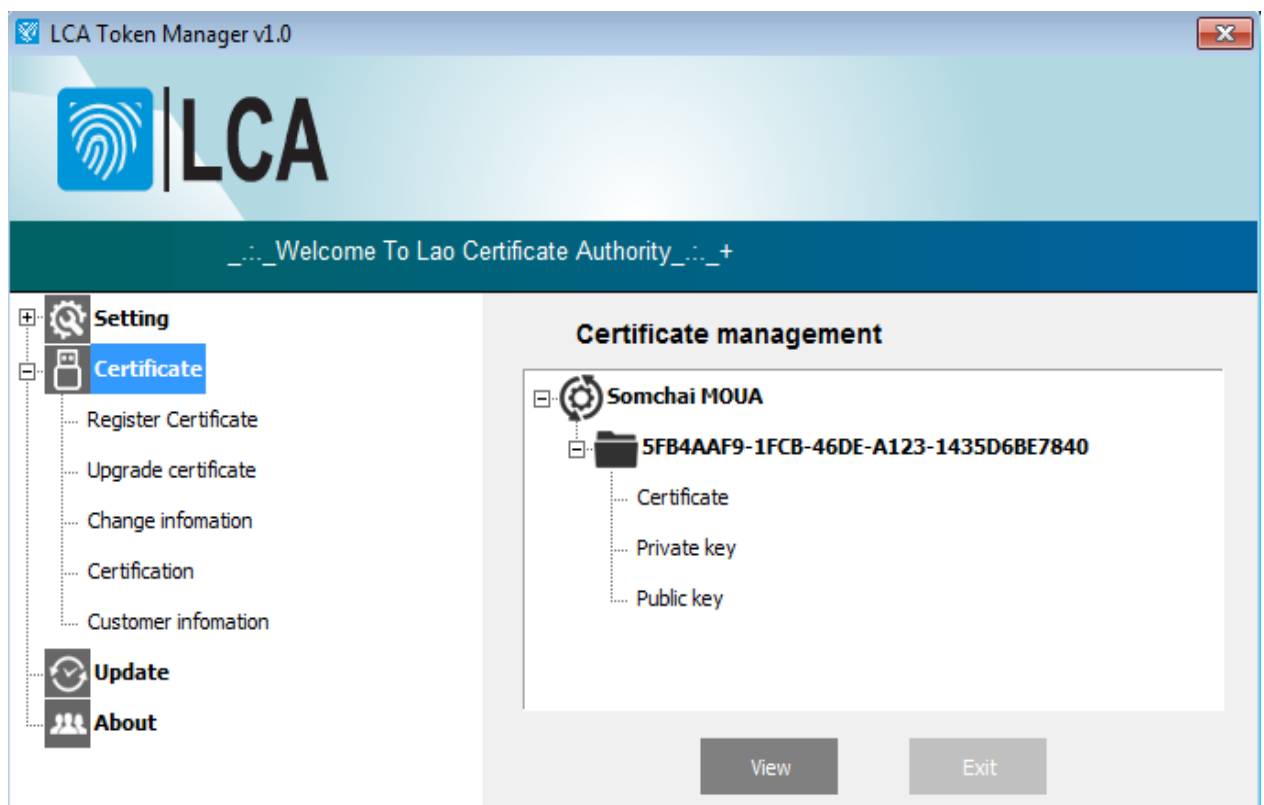 LCA Token Manager v1.0
LCA
_.:._Welcome To Lao Certificate Authority_.:._+
Setting
Certificate
Register Certificate
Upgrade certificate
Change infomation
Certification
Customer infomation
Update
About
Certificate management
Somchai MOUA
5FB4AAF9-1FCB-46DE-A123-1435D6BE7840
Certificate
Private key
Public key
View
Exit